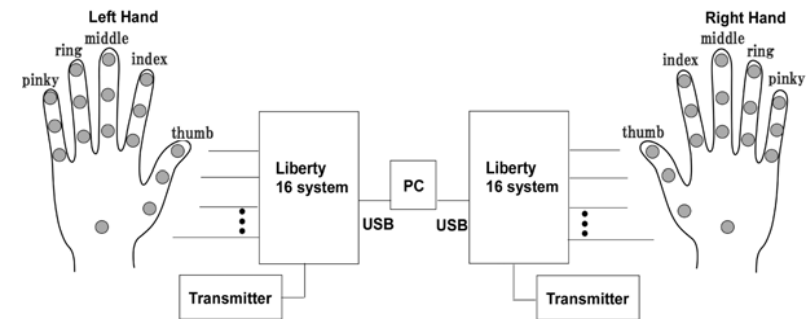 Left Hand
Right Hand
middle
ring
index
pinky
thumb
middle
index
ring
pinky
thumb
Liberty
16 system
PC
Liberty
16 system
USB
USB
Transmitter
Transmitter